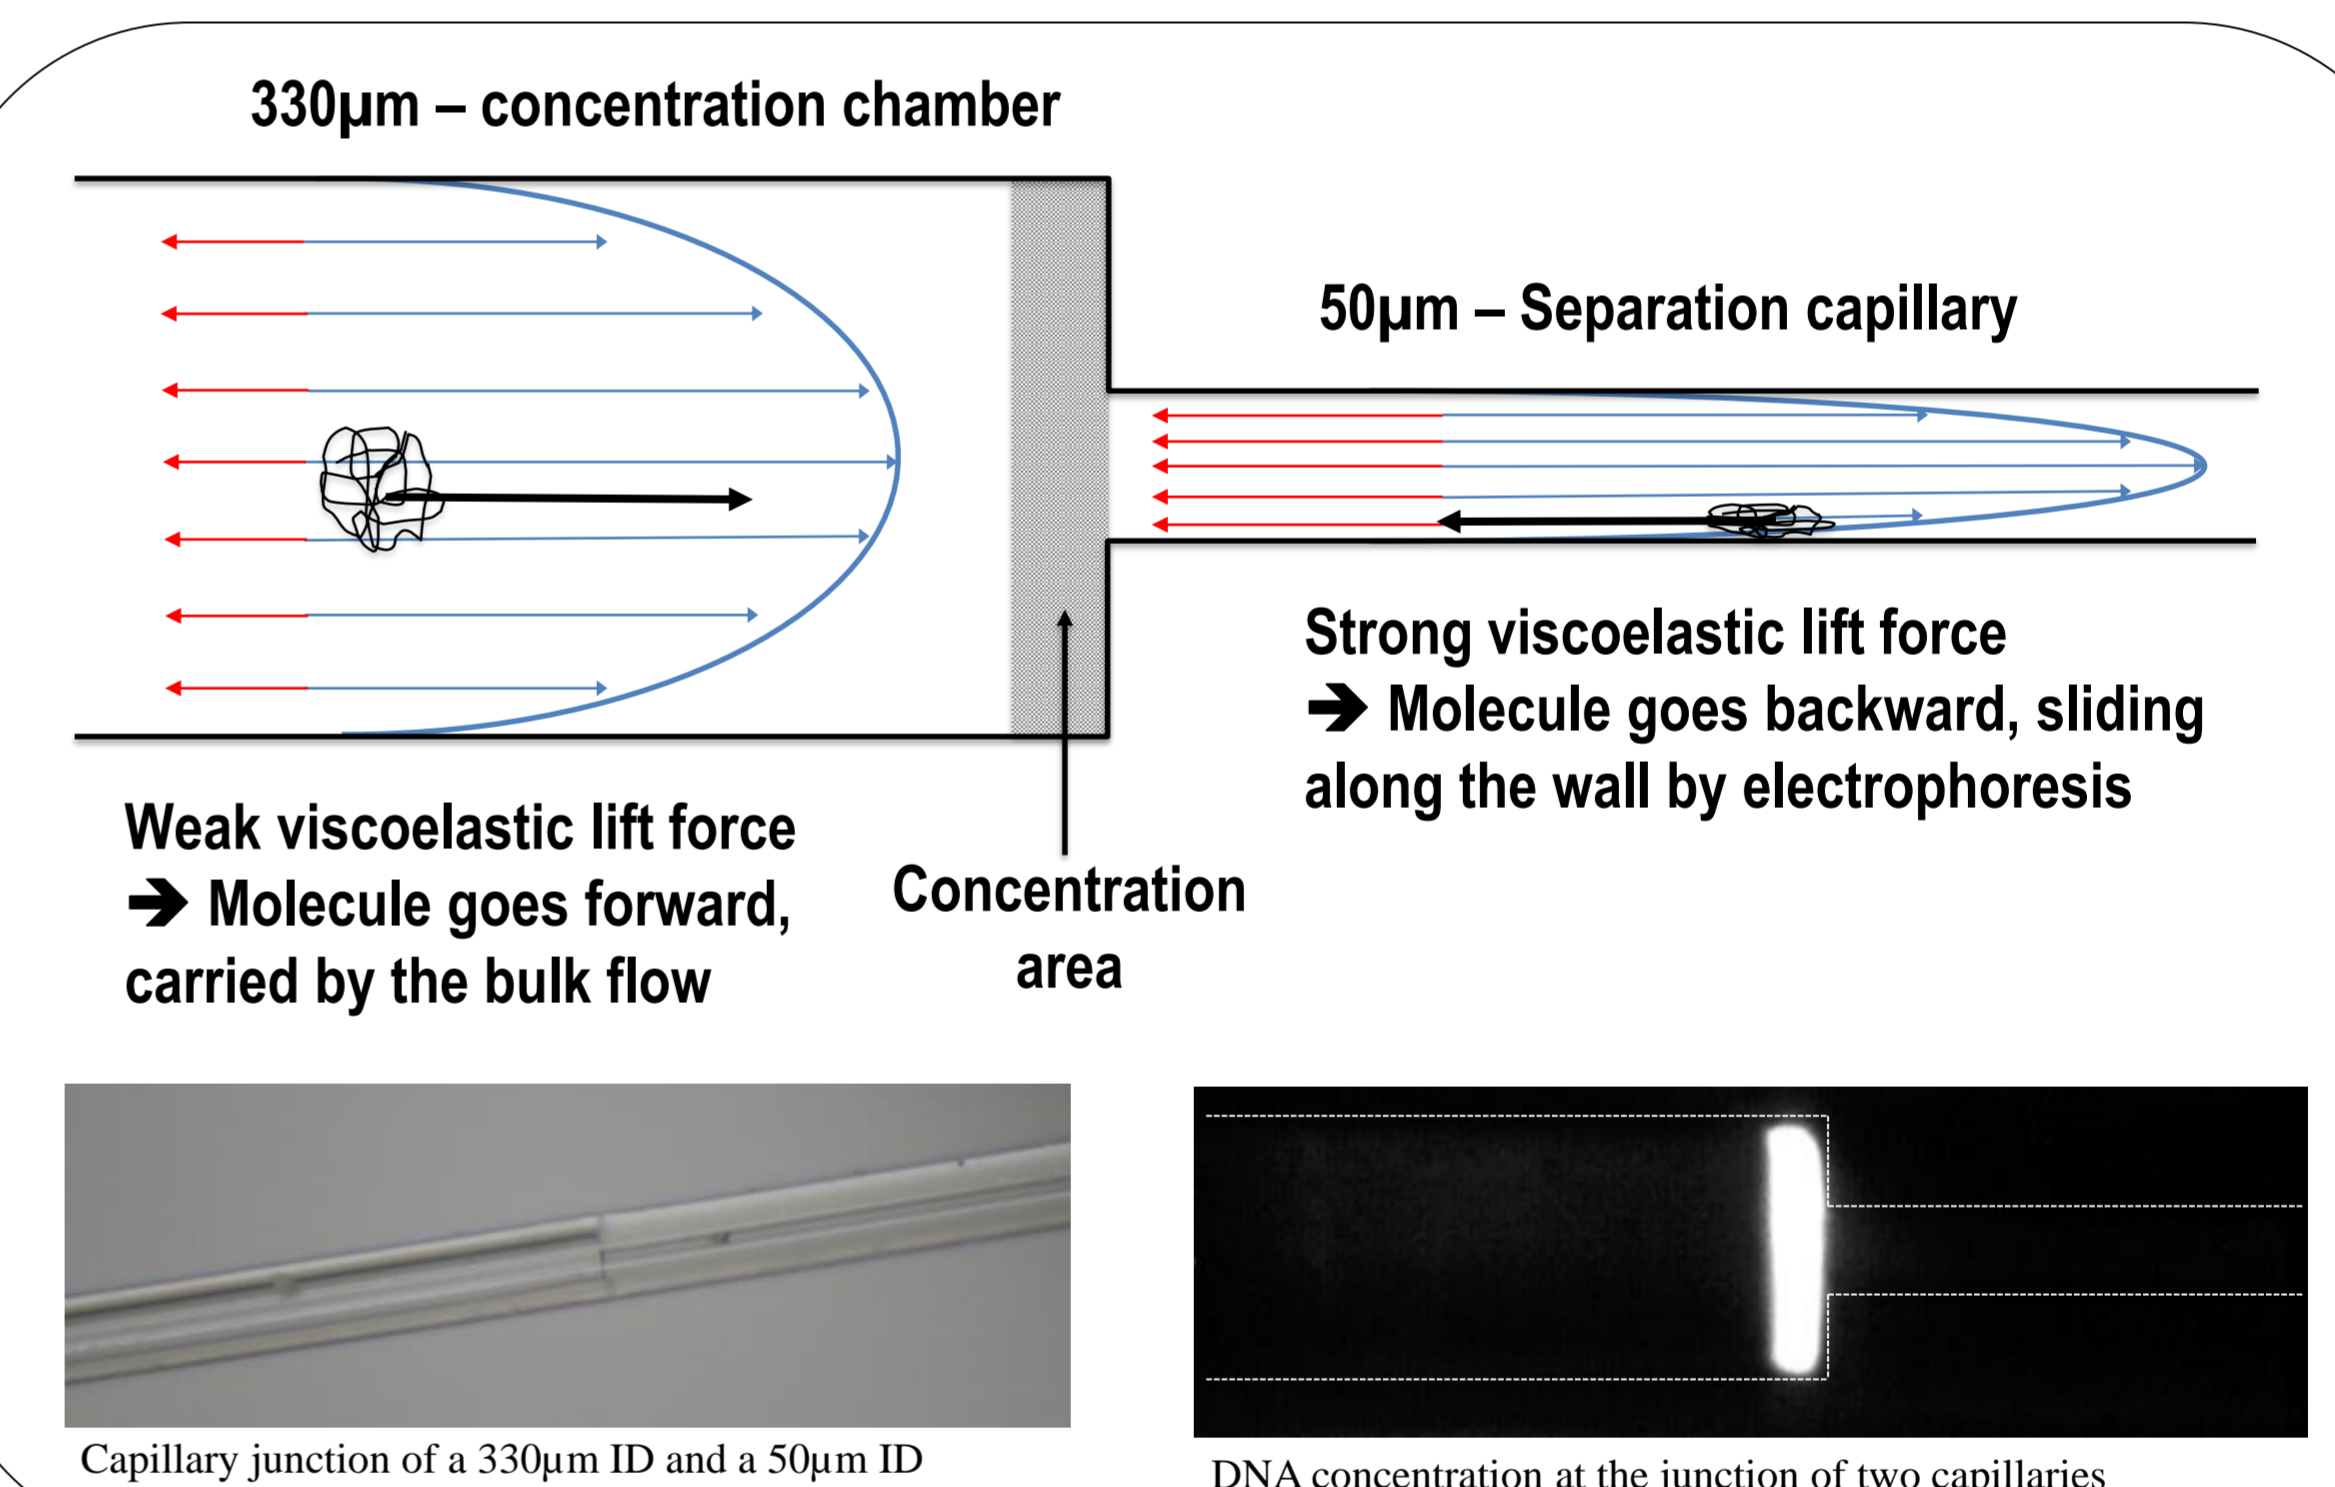 330µm – concentration chamber
50µm – Separation capillary
Strong viscoelastic lift force
➔ Molecule goes backward, sliding
along the wall by electrophoresis
Weak viscoelastic lift force
➔ Molecule goes forward,
carried by the bulk flow
Concentration
area
Capillary junction of a 330µm ID and a 50µm ID
DNA concentration at the junction of two capillaries